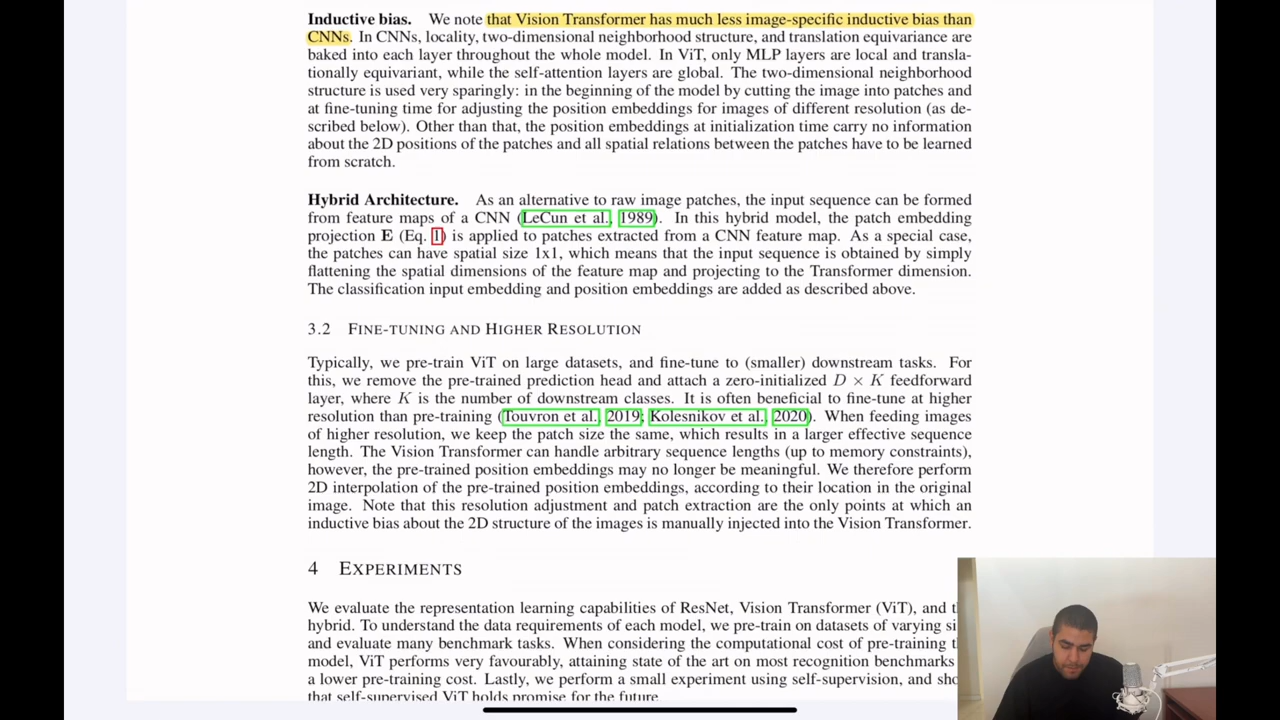 Inductive bias. We note that Vision Transformer has much less image-specific inductive bias than
CNNs. In CNNs, locality, two-dimensional neighborhood structure, and translation equivariance are
baked into each layer throughout the whole model. In ViT, only MLP layers are local and transla-
tionally equivariant, while the self-attention layers are global. The two-dimensional neighborhood
structure is used very sparingly: in the beginning of the model by cutting the image into patches and
at fine-tuning time for adjusting the position embeddings for images of different resolution (as de-
scribed below). Other than that, the position embeddings at initialization time carry no information
about the 2D positions of the patches and all spatial relations between the patches have to be learned
from scratch.
Hybrid Architecture. As an alternative to raw image patches, the input sequence can be formed
from feature maps of a CNN (LeCun et al., 1989). In this hybrid model, the patch embedding
projection E (Eq. 1) is applied to patches extracted from a CNN feature map. As a special case,
the patches can have spatial size 1x1, which means that the input sequence is obtained by simply
flattening the spatial dimensions of the feature map and projecting to the Transformer dimension.
The classification input embedding and position embeddings are added as described above.
3.2 FINE-TUNING AND HIGHER RESOLUTION
Typically, we pre-train ViT on large datasets, and fine-tune to (smaller) downstream tasks. For
this, we remove the pre-trained prediction head and attach a zero-initialized D × K feedforward
layer, where K is the number of downstream classes. It is often beneficial to fine-tune at higher
resolution than pre-training (Touvron et al., 2019; Kolesnikov et al., 2020). When feeding images
of higher resolution, we keep the patch size the same, which results in a larger effective sequence
length. The Vision Transformer can handle arbitrary sequence lengths (up to memory constraints),
however, the pre-trained position embeddings may no longer be meaningful. We therefore perform
2D interpolation of the pre-trained position embeddings, according to their location in the original
image. Note that this resolution adjustment and patch extraction are the only points at which an
inductive bias about the 2D structure of the images is manually injected into the Vision Transformer.
4 EXPERIMENTS
We evaluate the representation learning capabilities of ResNet, Vision Transformer (ViT), and
hybrid. To understand the data requirements of each model, we pre-train on datasets of varying
and evaluate many benchmark tasks. When considering the computational cost of pre-training
model, ViT performs very favourably, attaining state of the art on most recognition benchmarks
a lower pre-training cost. Lastly, we perform a small experiment using self-supervision, and
that self-supervised ViT holds promise for the future.